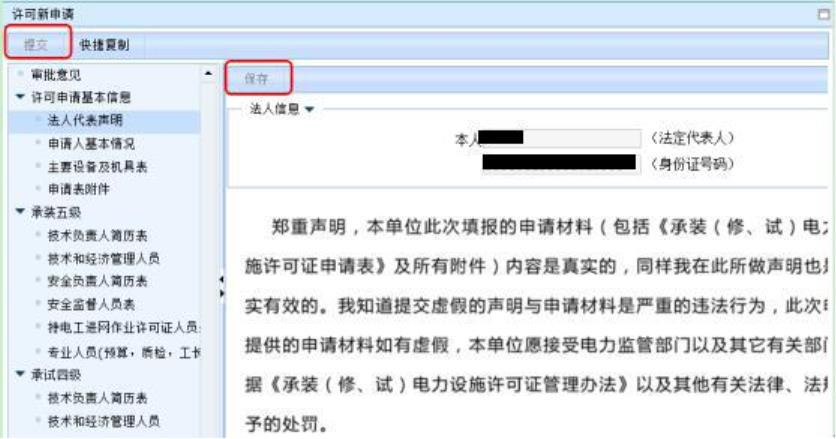 许可新申请
提交 快捷复制
审批意见
许可申请基本信息
法人代表声明
申请人基本情况
主要设备及机具表
申请表附件
承装五级
技术负责人简历表
技术和经济管理人员
安全负责人简历表
安全监督人员表
持电工进网作业许可证人员
专业人员(预算，质检，工
承试四级
技术负责人简历表
技术和经济管理人员
保存
法人信息
本人 （法定代表人）
（身份证号码）
郑重声明，本单位此次填报的申请材料（包括《承装（修、试）电
施许可证申请表》及所有附件）内容是真实的，同样我在此所做声明也
实有效的。我知道提交虚假的声明与申请材料是严重的违法行为，此次
提供的申请材料如有虚假，本单位愿接受电力监管部门以及其它有关部
据《承装（修、试）电力设施许可证管理办法》以及其他有关法律、法
予的处罚。